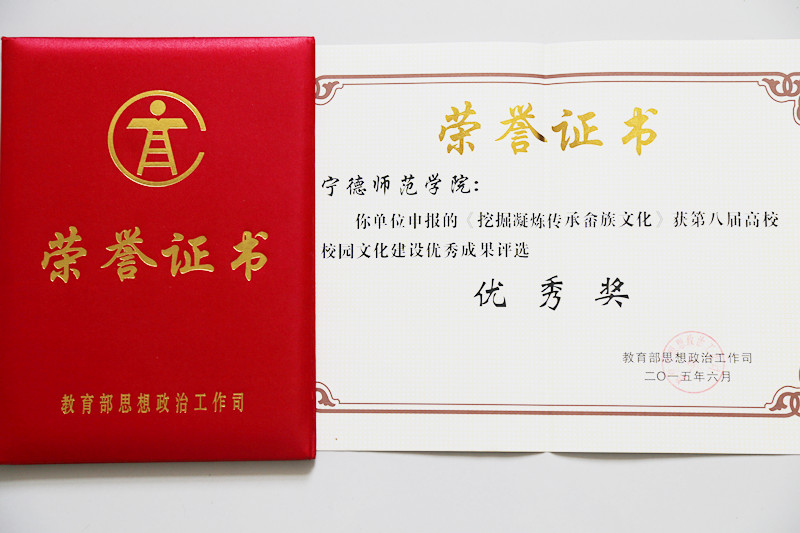 荣誉证书
教育部思想政治工作司
荣誉证书
宁德师范学院：
你单位申报的《挖掘凝炼传承畲族文化》获第八届高校
校园文化建设优秀成果评选
优秀奖
教育部思想政治工作司
二〇一五年六月